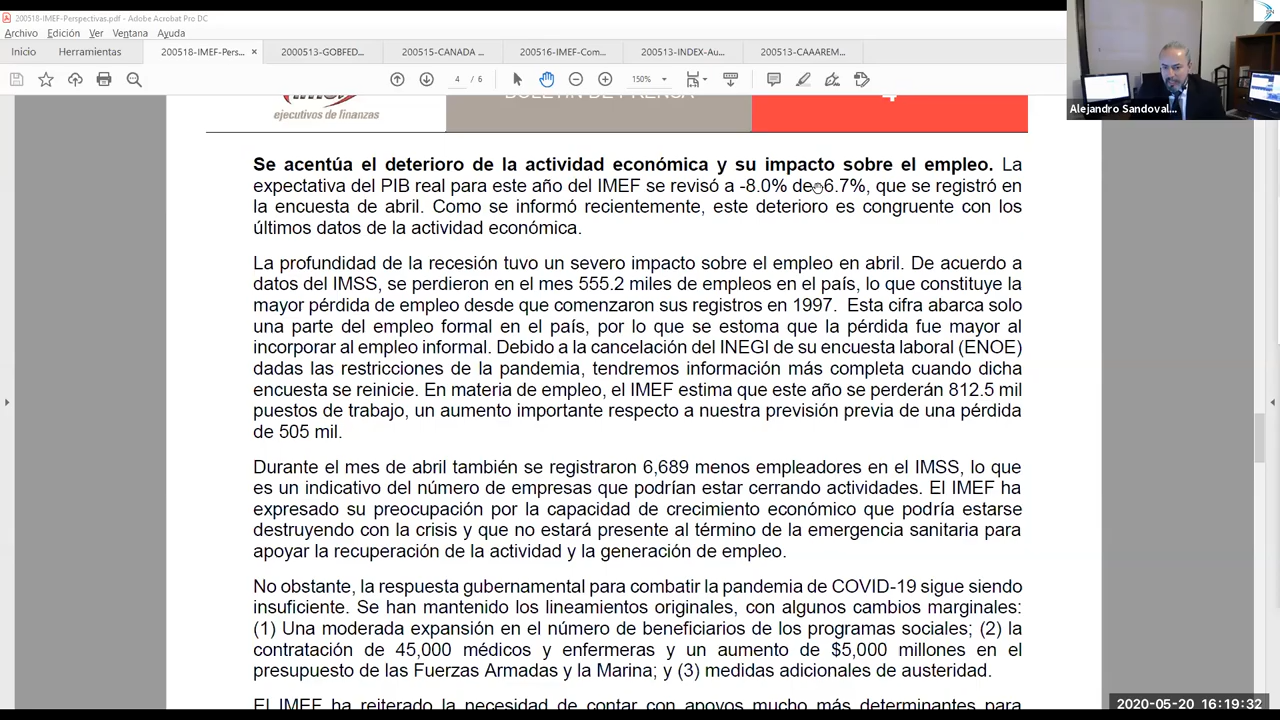 200518-IMEF-Perspectivas.pdf - Adobe Acrobat Pro DC
Archivo Edición Ver Ventana Ayuda
Inicio Herramientas 200518-IMEF-Pers... × 2000513-GOBFED... 200515-CANADA ... 200516-IMEF-Com... 200513-INDEX-Au... 200513-CAAAREM...
4 / 6 150%
Alejandro Sandoval...
BOLETÍN DE PRENSA 4
ejecutivos de finanzas
Se acentúa el deterioro de la actividad económica y su impacto sobre el empleo. La
expectativa del PIB real para este año del IMEF se revisó a -8.0% de -6.7%, que se registró en
la encuesta de abril. Como se informó recientemente, este deterioro es congruente con los
últimos datos de la actividad económica.
La profundidad de la recesión tuvo un severo impacto sobre el empleo en abril. De acuerdo a
datos del IMSS, se perdieron en el mes 555.2 miles de empleos en el país, lo que constituye la
mayor pérdida de empleo desde que comenzaron sus registros en 1997. Esta cifra abarca solo
una parte del empleo formal en el país, por lo que se estoma que la pérdida fue mayor al
incorporar al empleo informal. Debido a la cancelación del INEGI de su encuesta laboral (ENOE)
dadas las restricciones de la pandemia, tendremos información más completa cuando dicha
encuesta se reinicie. En materia de empleo, el IMEF estima que este año se perderán 812.5 mil
puestos de trabajo, un aumento importante respecto a nuestra previsión previa de una pérdida
de 505 mil.
Durante el mes de abril también se registraron 6,689 menos empleadores en el IMSS, lo que
es un indicativo del número de empresas que podrían estar cerrando actividades. El IMEF ha
expresado su preocupación por la capacidad de crecimiento económico que podría estarse
destruyendo con la crisis y que no estará presente al término de la emergencia sanitaria para
apoyar la recuperación de la actividad y la generación de empleo.
No obstante, la respuesta gubernamental para combatir la pandemia de COVID-19 sigue siendo
insuficiente. Se han mantenido los lineamientos originales, con algunos cambios marginales:
(1) Una moderada expansión en el número de beneficiarios de los programas sociales; (2) la
contratación de 45,000 médicos y enfermeras y un aumento de $5,000 millones en el
presupuesto de las Fuerzas Armadas y la Marina; y (3) medidas adicionales de austeridad.
El IMEF ha reiterado la necesidad de contar con apoyos mucho más determinantes para
2020-05-20 16:19:32